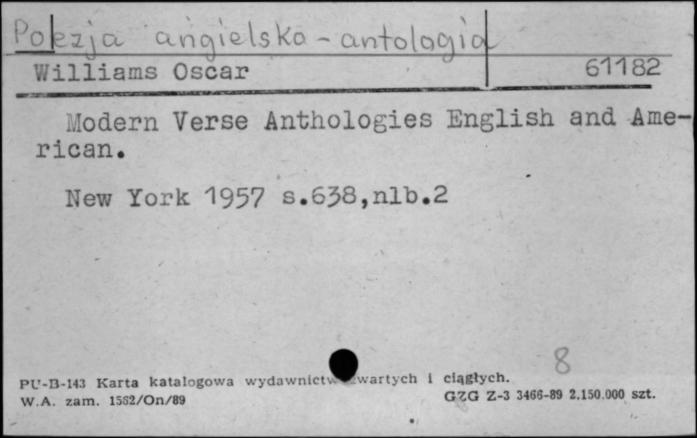 Poezja angielska - antologia
Williams Oscar 61182
Modern Verse Anthologies English and Ame-
rican.
New York 1957 s.638,nlb.2
8
PU-B-143 Karta katalogowa wydawnictw zwartych i ciągłych.
W.A. zam. 1582/On/89 GZG Z-3 3466-89 2.150.000 szt.